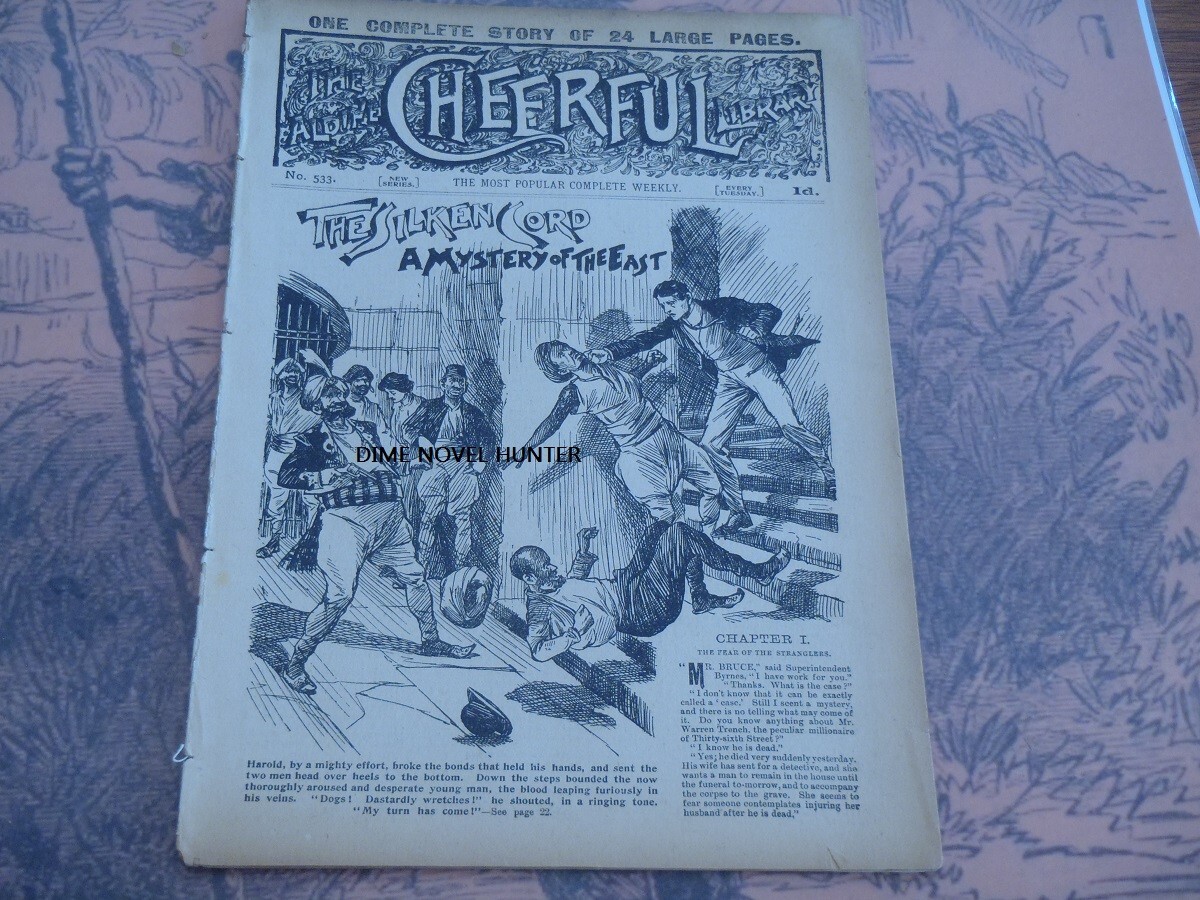 ONE COMPLETE STORY OF 24 LARGE PAGES.
THE ALDINE CHEERFUL LIBRARY
No. 533. [NEW SERIES.] THE MOST POPULAR COMPLETE WEEKLY. [EVERY TUESDAY.] 1d.
THE SILKEN CORD
A MYSTERY OF THE EAST
DIME NOVEL HUNTER
Harold, by a mighty effort, broke the bonds that held his hands, and sent the
two men head over heels to the bottom. Down the steps bounded the now
thoroughly aroused and desperate young man, the blood leaping furiously in
his veins. "Dogs! Dastardly wretches!" he shouted, in a ringing tone.
"My turn has come!"—See page 22.
CHAPTER I.
THE FEAR OF THE STRANGLERS.
"MR. BRUCE," said Superintendent
Byrnes, "I have work for you."
"Thanks. What is the case?"
"I don't know that it can be exactly
called a 'case.' Still I scent a mystery,
and there is no telling what may come of
it. Do you know anything about Mr.
Warren Trench, the peculiar millionaire
of Thirty-sixth Street?"
"I know he is dead."
"Yes; he died very suddenly yesterday.
His wife has sent for a detective, and she
wants a man to remain in the house until
the funeral to-morrow, and to accompany
the corpse to the grave. She seems to
fear someone contemplates injuring her
husband after he is dead."